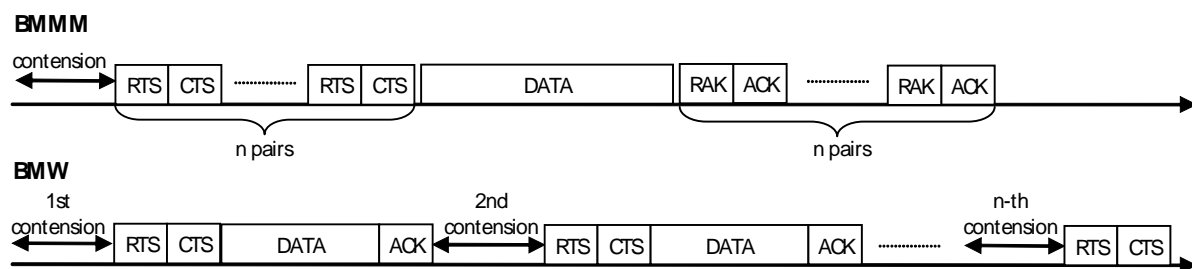 BMMM
contension
RTS CTS RTS CTS DATA RAK ACK RAK ACK
n pairs n pairs
BMW
1st contension 2nd contension n-th contension
RTS CTS DATA ACK RTS CTS DATA ACK RTS CTS